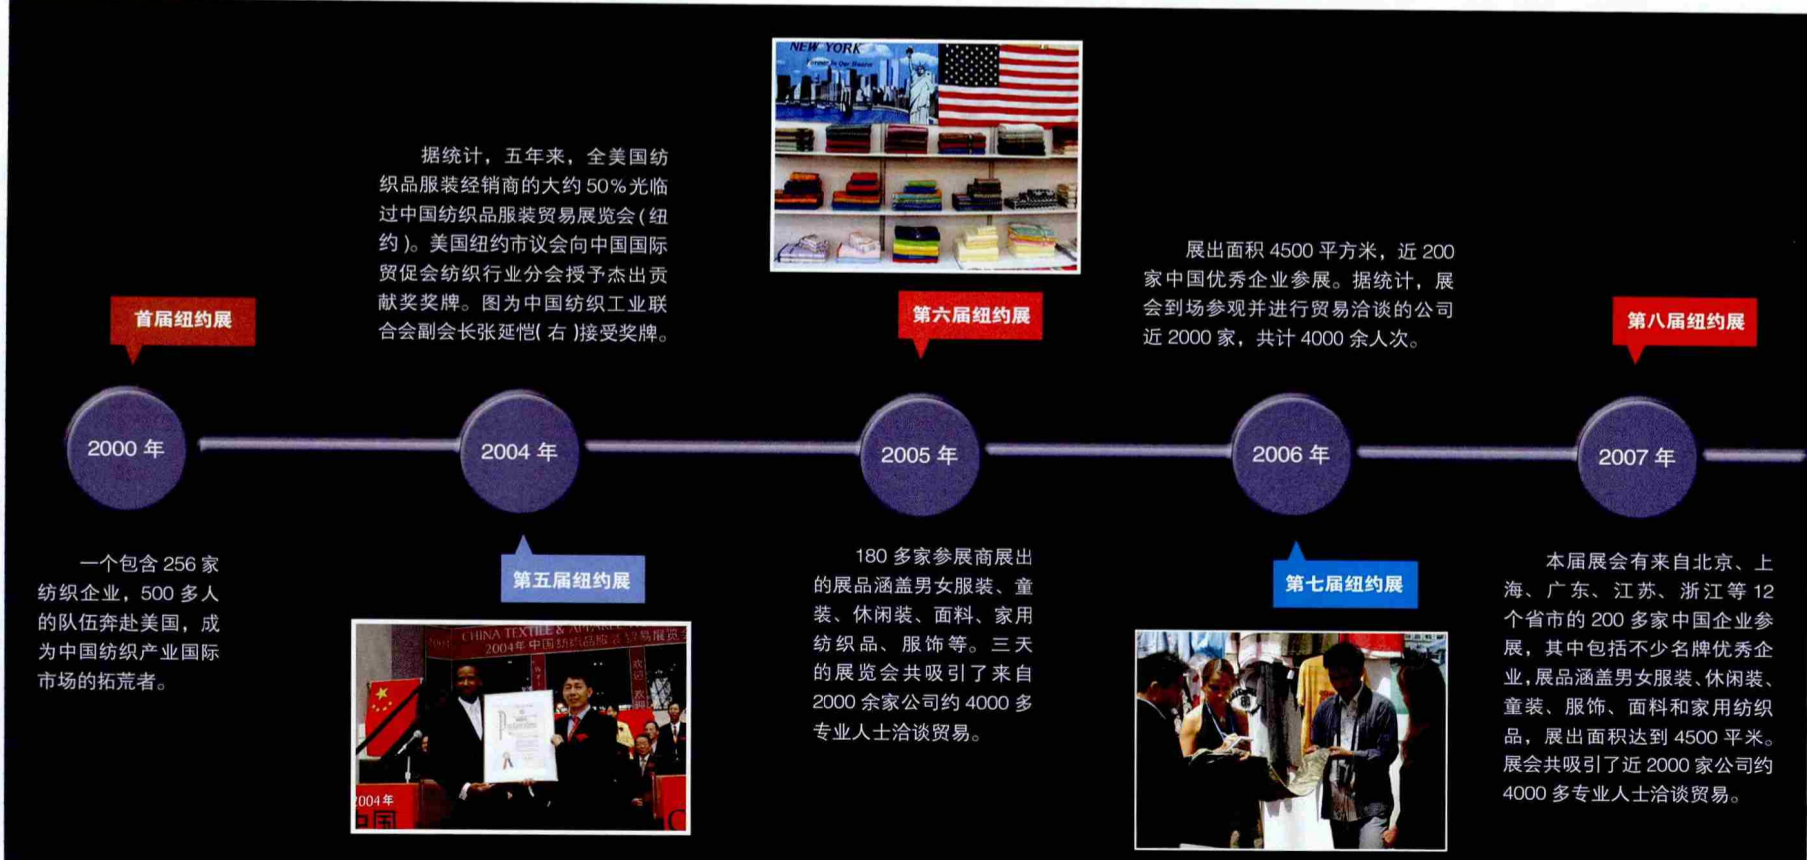 首届纽约展
2000 年
一个包含 256 家
纺织企业，500 多人
的队伍奔赴美国，成
为中国纺织产业国际
市场的拓荒者。
据统计，五年来，全美国纺
织品服装经销商的大约 50%光临
过中国纺织品服装贸易展览会(纽
约)。美国纽约市议会向中国国际
贸促会纺织行业分会授予杰出贡
献奖奖牌。图为中国纺织工业联
合会副会长张延恺(右)接受奖牌。
2004 年
第五届纽约展
CHINA TEXTILE &
2004年中国纺织品服装贸易展览会
2004年
中国
NEW YORK
Forever In Our Hearts
第六届纽约展
2005 年
180 多家参展商展出
的展品涵盖男女服装、童
装、休闲装、面料、家用
纺织品、服饰等。三天
的展览会共吸引了来自
2000 余家公司约 4000 多
专业人士洽谈贸易。
展出面积 4500 平方米，近 200
家中国优秀企业参展。据统计，展
会到场参观并进行贸易洽谈的公司
近 2000 家，共计 4000 余人次。
2006 年
第七届纽约展
第八届纽约展
2007 年
本届展会有来自北京、上
海、广东、江苏、浙江等 12
个省市的 200 多家中国企业参
展，其中包括不少名牌优秀企
业，展品涵盖男女服装、休闲装、
童装、服饰、面料和家用纺织
品，展出面积达到 4500 平米。
展会共吸引了近 2000 家公司约
4000 多专业人士洽谈贸易。